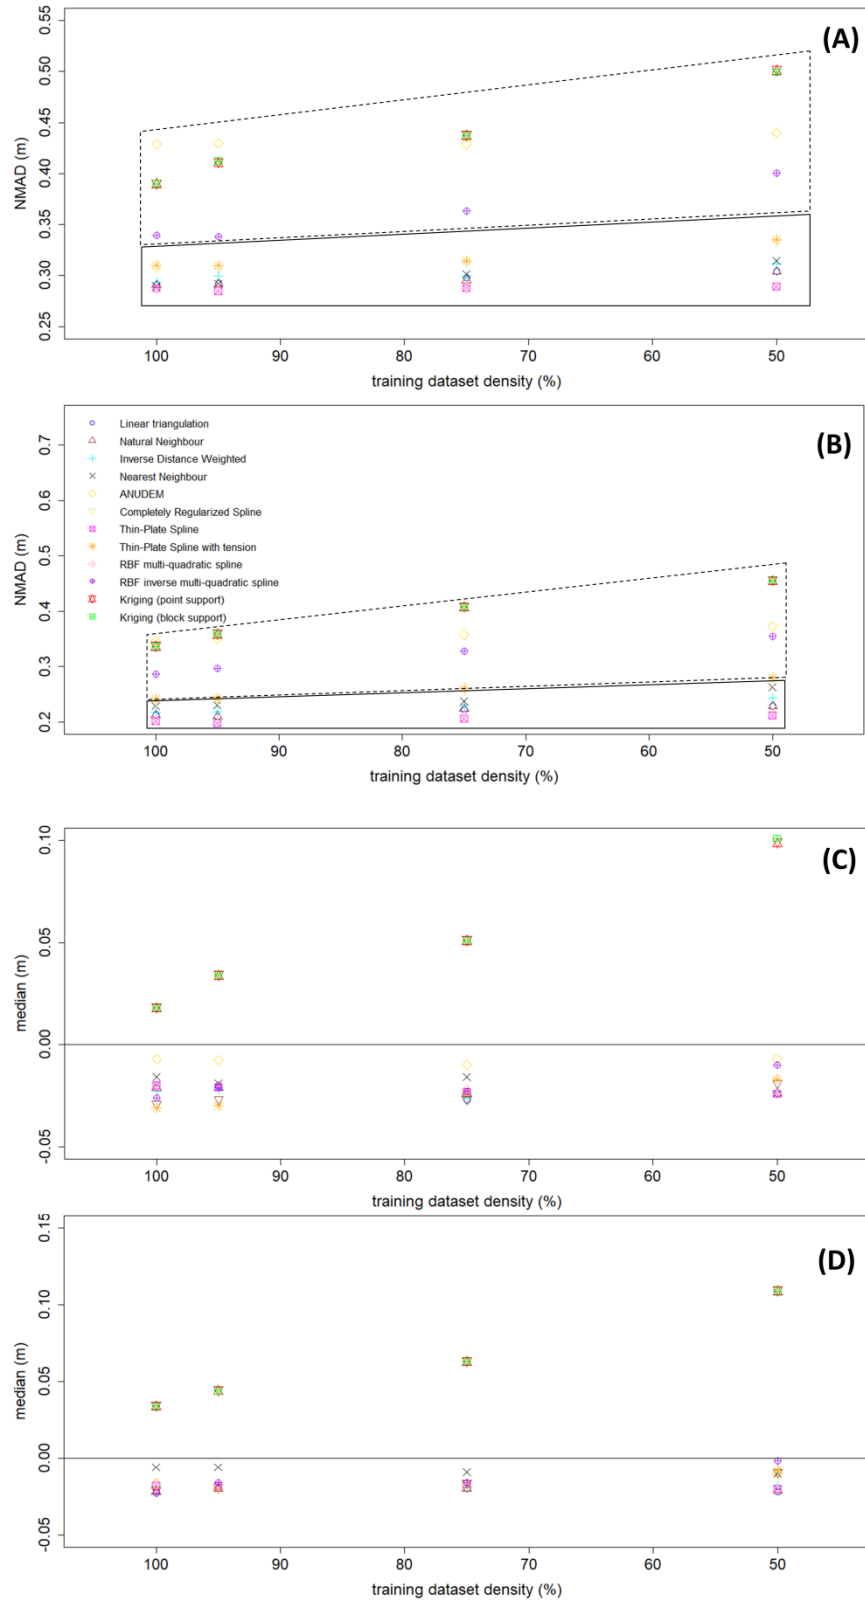 (A)
0.55
0.50
0.45
0.40
0.35
0.30
0.25
NMAD (m)
100 90 80 70 60 50
training dataset density (%)
(B)
0.7
0.6
0.5
0.4
0.3
0.2
NMAD (m)
Linear triangulation
Natural Neighbour
Inverse Distance Weighted
Nearest Neighbour
ANUDEM
Completely Regularized Spline
Thin-Plate Spline
Thin-Plate Spline with tension
RBF multi-quadratic spline
RBF inverse multi-quadratic spline
Kriging (point support)
Kriging (block support)
100 90 80 70 60 50
training dataset density (%)
(C)
0.10
0.05
0.00
-0.05
median (m)
100 90 80 70 60 50
training dataset density (%)
(D)
0.15
0.10
0.05
0.00
-0.05
median (m)
100 90 80 70 60 50
training dataset density (%)